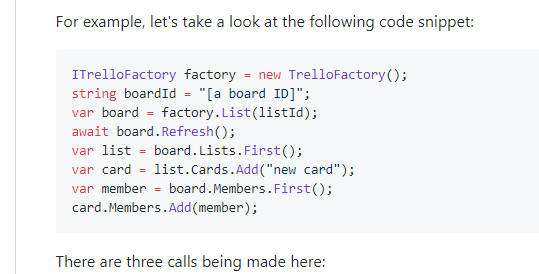 For example, let's take a look at the following code snippet:
ITrelloFactory factory = new TrelloFactory();
string boardId = "[a board ID]";
var board = factory.List(listId);
await board.Refresh();
var list = board.Lists.First();
var card = list.Cards.Add("new card");
var member = board.Members.First();
card.Members.Add(member);
There are three calls being made here: